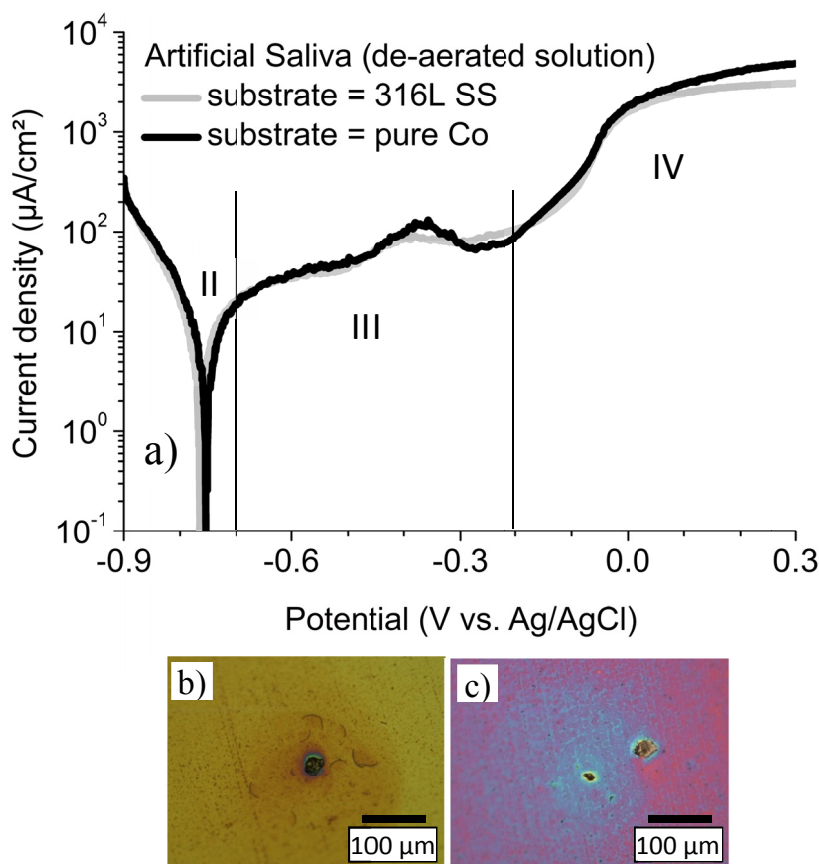 Artificial Saliva (de-aerated solution)
substrate = 316L SS
substrate = pure Co
Current density (µA/cm²)
10⁴
10³
10²
10¹
10⁰
10⁻¹
II
III
IV
a)
-0.9
-0.6
-0.3
0.0
0.3
Potential (V vs. Ag/AgCl)
b)
100 µm
c)
100 µm